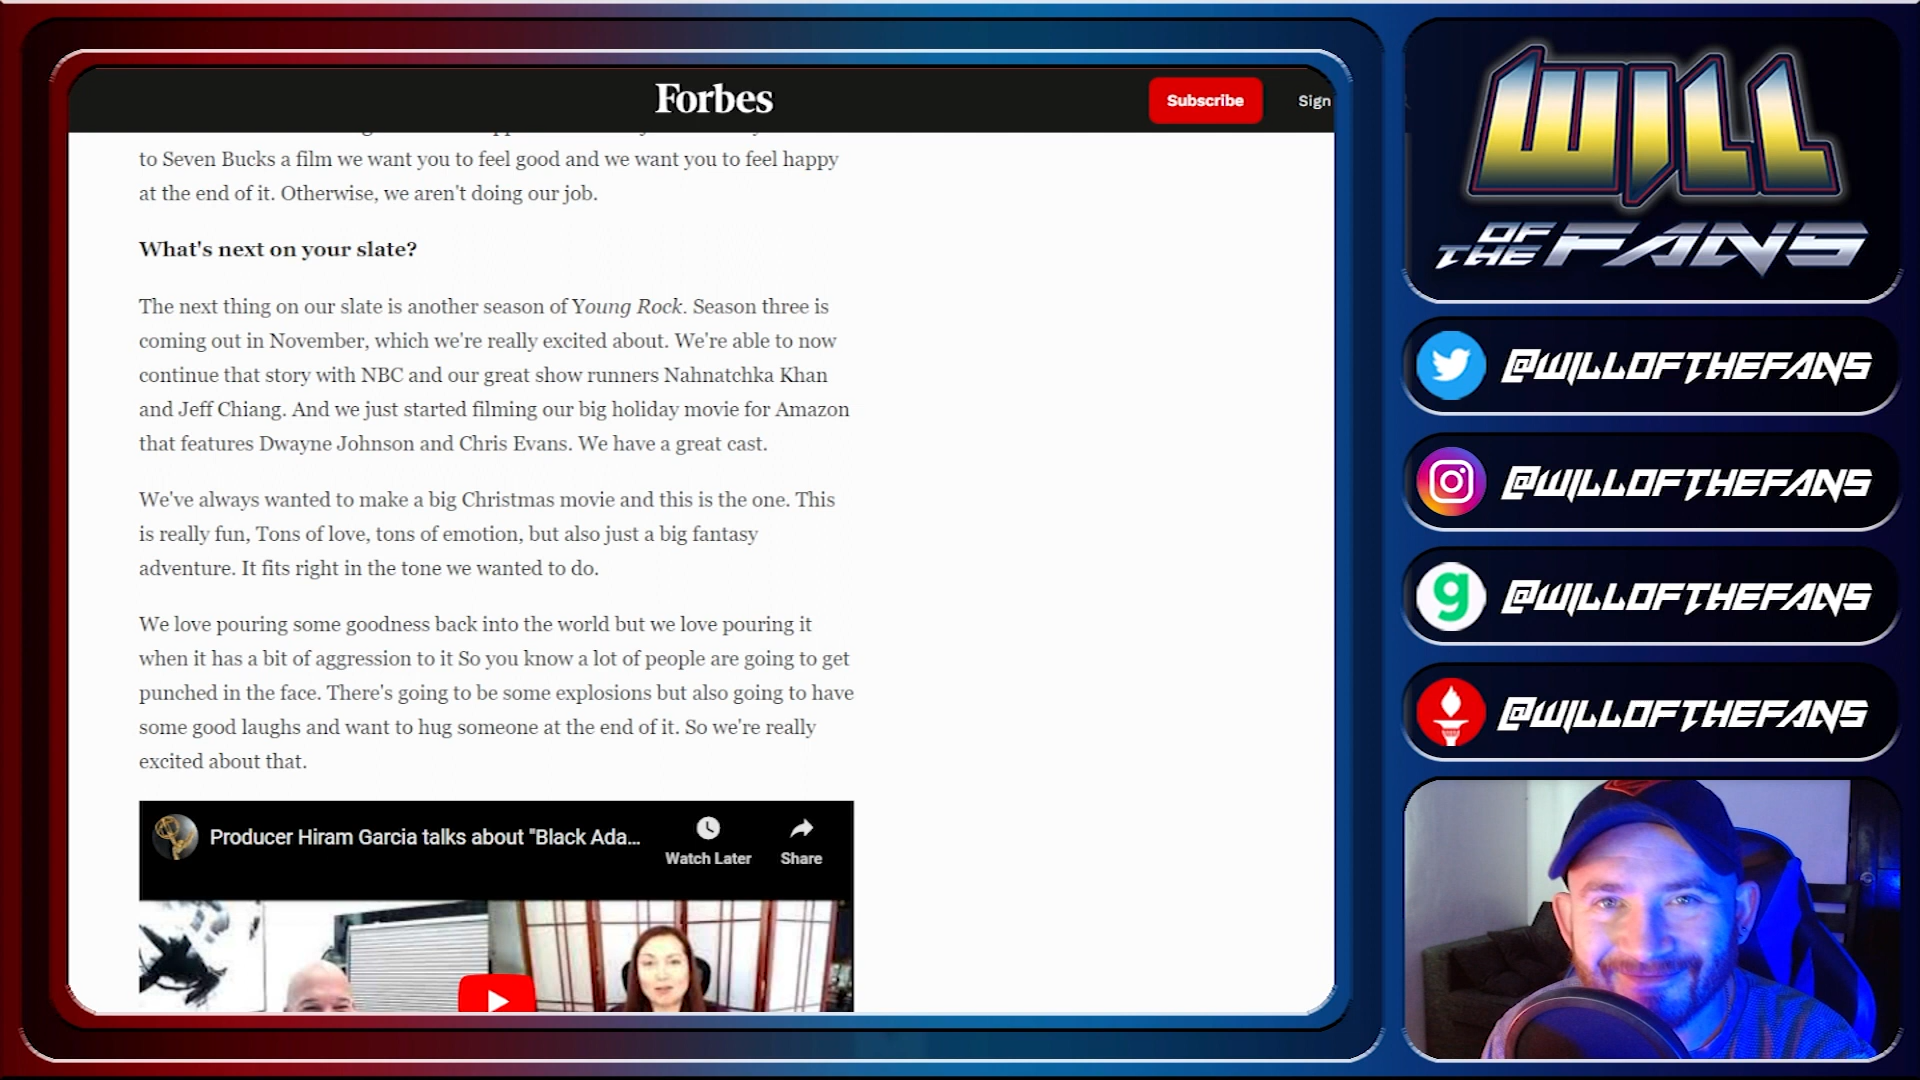 Forbes
Subscribe
Sign
to Seven Bucks a film we want you to feel good and we want you to feel happy
at the end of it. Otherwise, we aren't doing our job.
What's next on your slate?
The next thing on our slate is another season of Young Rock. Season three is
coming out in November, which we're really excited about. We're able to now
continue that story with NBC and our great show runners Nahnatchka Khan
and Jeff Chiang. And we just started filming our big holiday movie for Amazon
that features Dwayne Johnson and Chris Evans. We have a great cast.
We've always wanted to make a big Christmas movie and this is the one. This
is really fun, Tons of love, tons of emotion, but also just a big fantasy
adventure. It fits right in the tone we wanted to do.
We love pouring some goodness back into the world but we love pouring it
when it has a bit of aggression to it So you know a lot of people are going to get
punched in the face. There's going to be some explosions but also going to have
some good laughs and want to hug someone at the end of it. So we're really
excited about that.
Producer Hiram Garcia talks about "Black Ada...
Watch Later
Share
WILL
OF THE FANS
@WILLOFTHEFANS
@WILLOFTHEFANS
g @WILLOFTHEFANS
@WILLOFTHEFANS